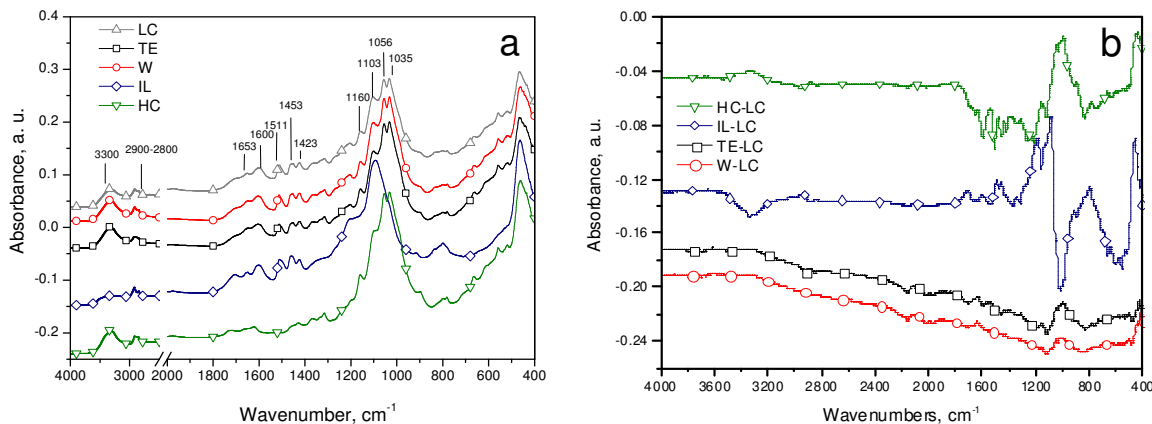 a
Absorbance, a. u.
0.4
0.3
0.2
0.1
0.0
-0.1
-0.2
LC
TE
W
IL
HC
3300
2900-2800
1653
1600
1511
1453
1423
1160
1103
1056
1035
4000 3000 2000 1800 1600 1400 1200 1000 800 600 400
Wavenumber, cm-1
b
Absorbance, a. u.
-0.00
-0.04
-0.08
-0.12
-0.16
-0.20
-0.24
HC-LC
IL-LC
TE-LC
W-LC
4000 3600 3200 2800 2400 2000 1600 1200 800 400
Wavenumbers, cm-1